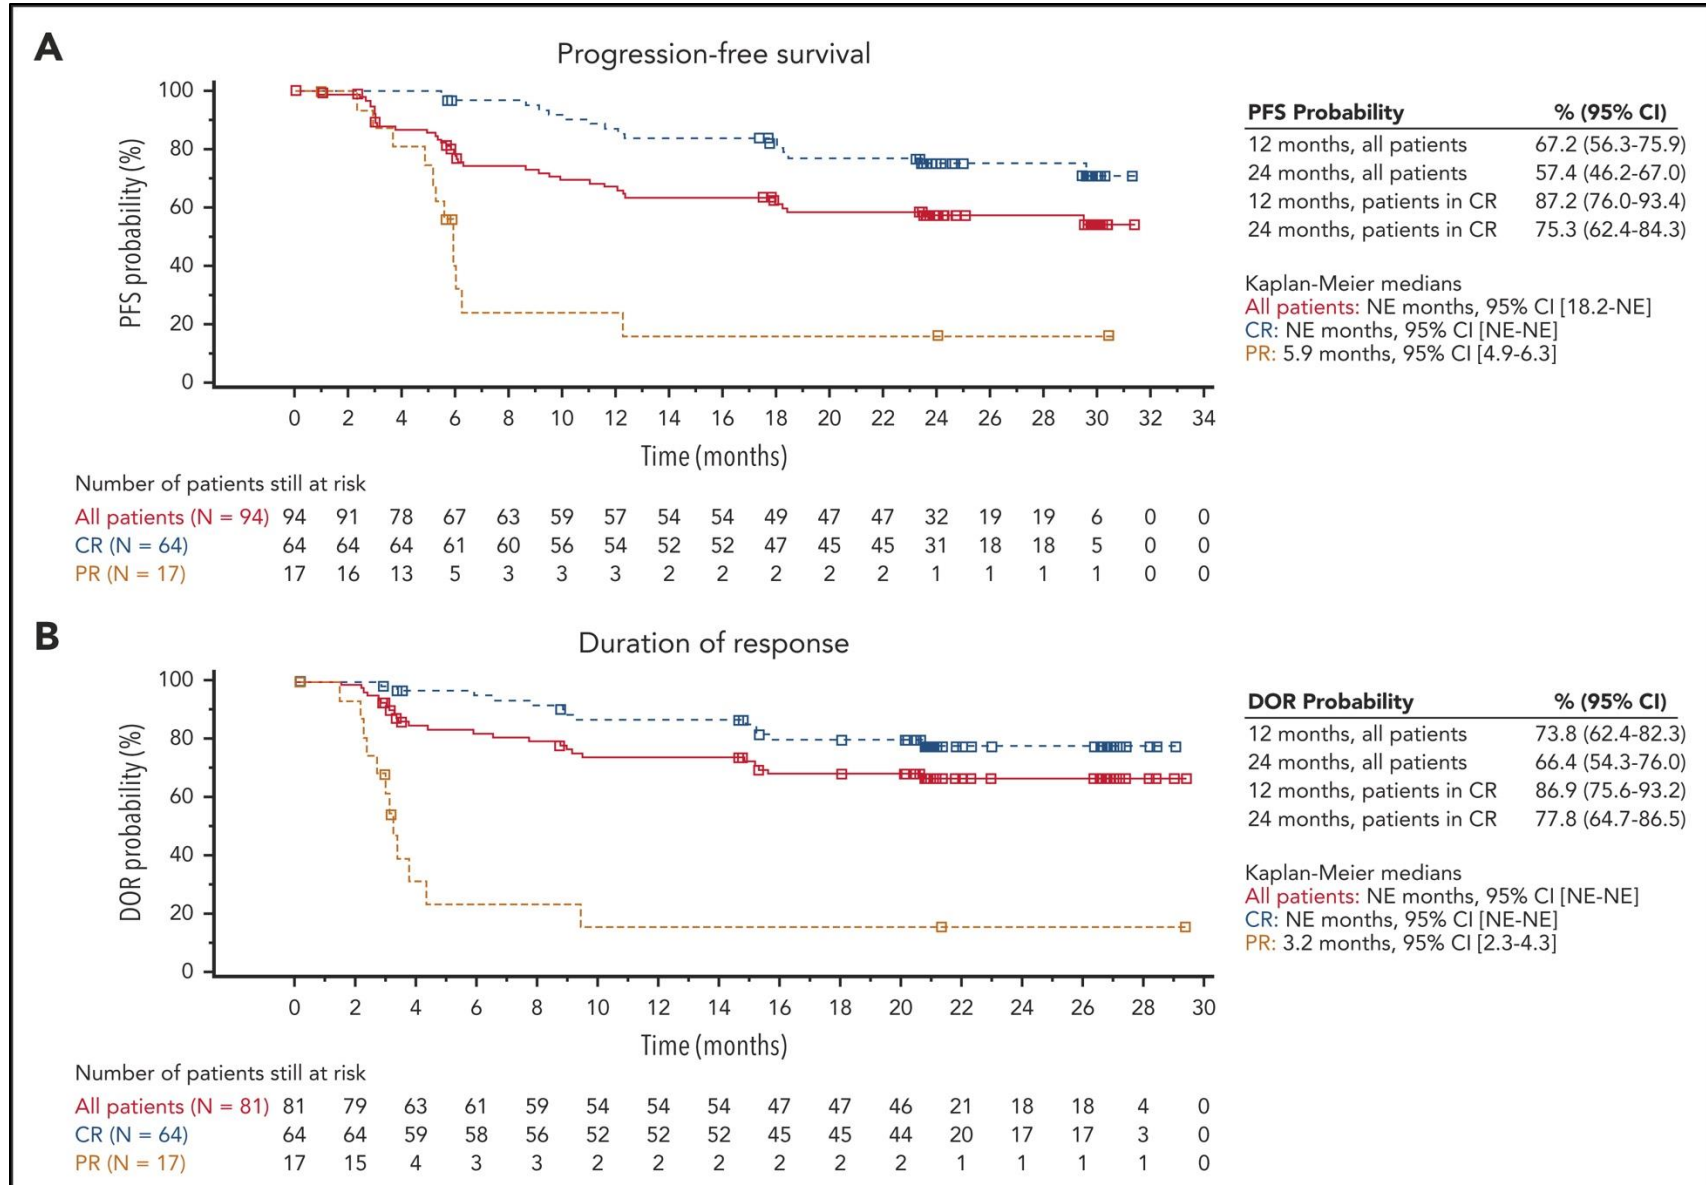 A
Progression-free survival
PFS probability (%)
100
80
60
40
20
0
0 2 4 6 8 10 12 14 16 18 20 22 24 26 28 30 32 34
Time (months)
PFS Probability % (95% CI)
12 months, all patients 67.2 (56.3-75.9)
24 months, all patients 57.4 (46.2-67.0)
12 months, patients in CR 87.2 (76.0-93.4)
24 months, patients in CR 75.3 (62.4-84.3)
Kaplan-Meier medians
All patients: NE months, 95% CI [18.2-NE]
CR: NE months, 95% CI [NE-NE]
PR: 5.9 months, 95% CI [4.9-6.3]
Number of patients still at risk
All patients (N = 94) 94 91 78 67 63 59 57 54 54 49 47 47 32 19 19 6 0 0
CR (N = 64) 64 64 64 61 60 56 54 52 52 47 45 45 31 18 18 5 0 0
PR (N = 17) 17 16 13 5 3 3 3 2 2 2 2 2 1 1 1 1 0 0
B
Duration of response
DOR probability (%)
100
80
60
40
20
0
0 2 4 6 8 10 12 14 16 18 20 22 24 26 28 30
Time (months)
DOR Probability % (95% CI)
12 months, all patients 73.8 (62.4-82.3)
24 months, all patients 66.4 (54.3-76.0)
12 months, patients in CR 86.9 (75.6-93.2)
24 months, patients in CR 77.8 (64.7-86.5)
Kaplan-Meier medians
All patients: NE months, 95% CI [NE-NE]
CR: NE months, 95% CI [NE-NE]
PR: 3.2 months, 95% CI [2.3-4.3]
Number of patients still at risk
All patients (N = 81) 81 79 63 61 59 54 54 54 47 47 46 21 18 18 4 0
CR (N = 64) 64 64 59 58 56 52 52 52 45 45 44 20 17 17 3 0
PR (N = 17) 17 15 4 3 3 2 2 2 2 2 2 1 1 1 1 0